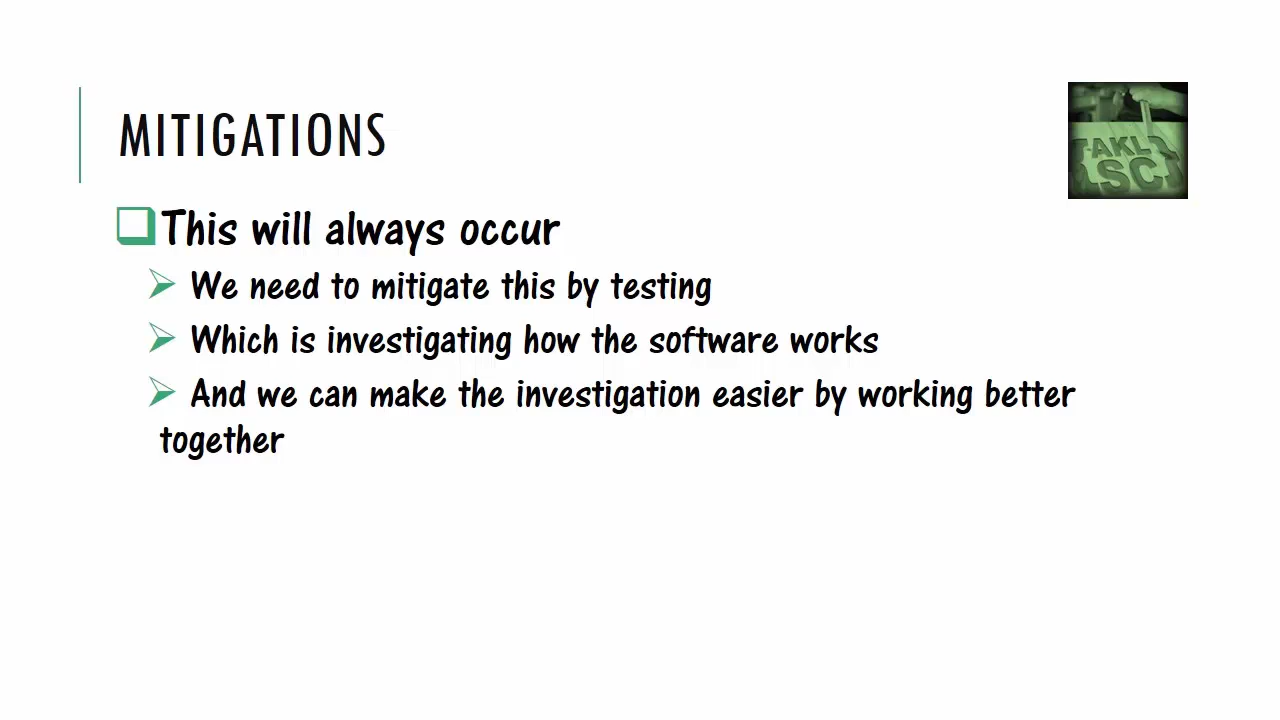 MITIGATIONS
This will always occur
We need to mitigate this by testing
Which is investigating how the software works
And we can make the investigation easier by working better
together
AKL
SC